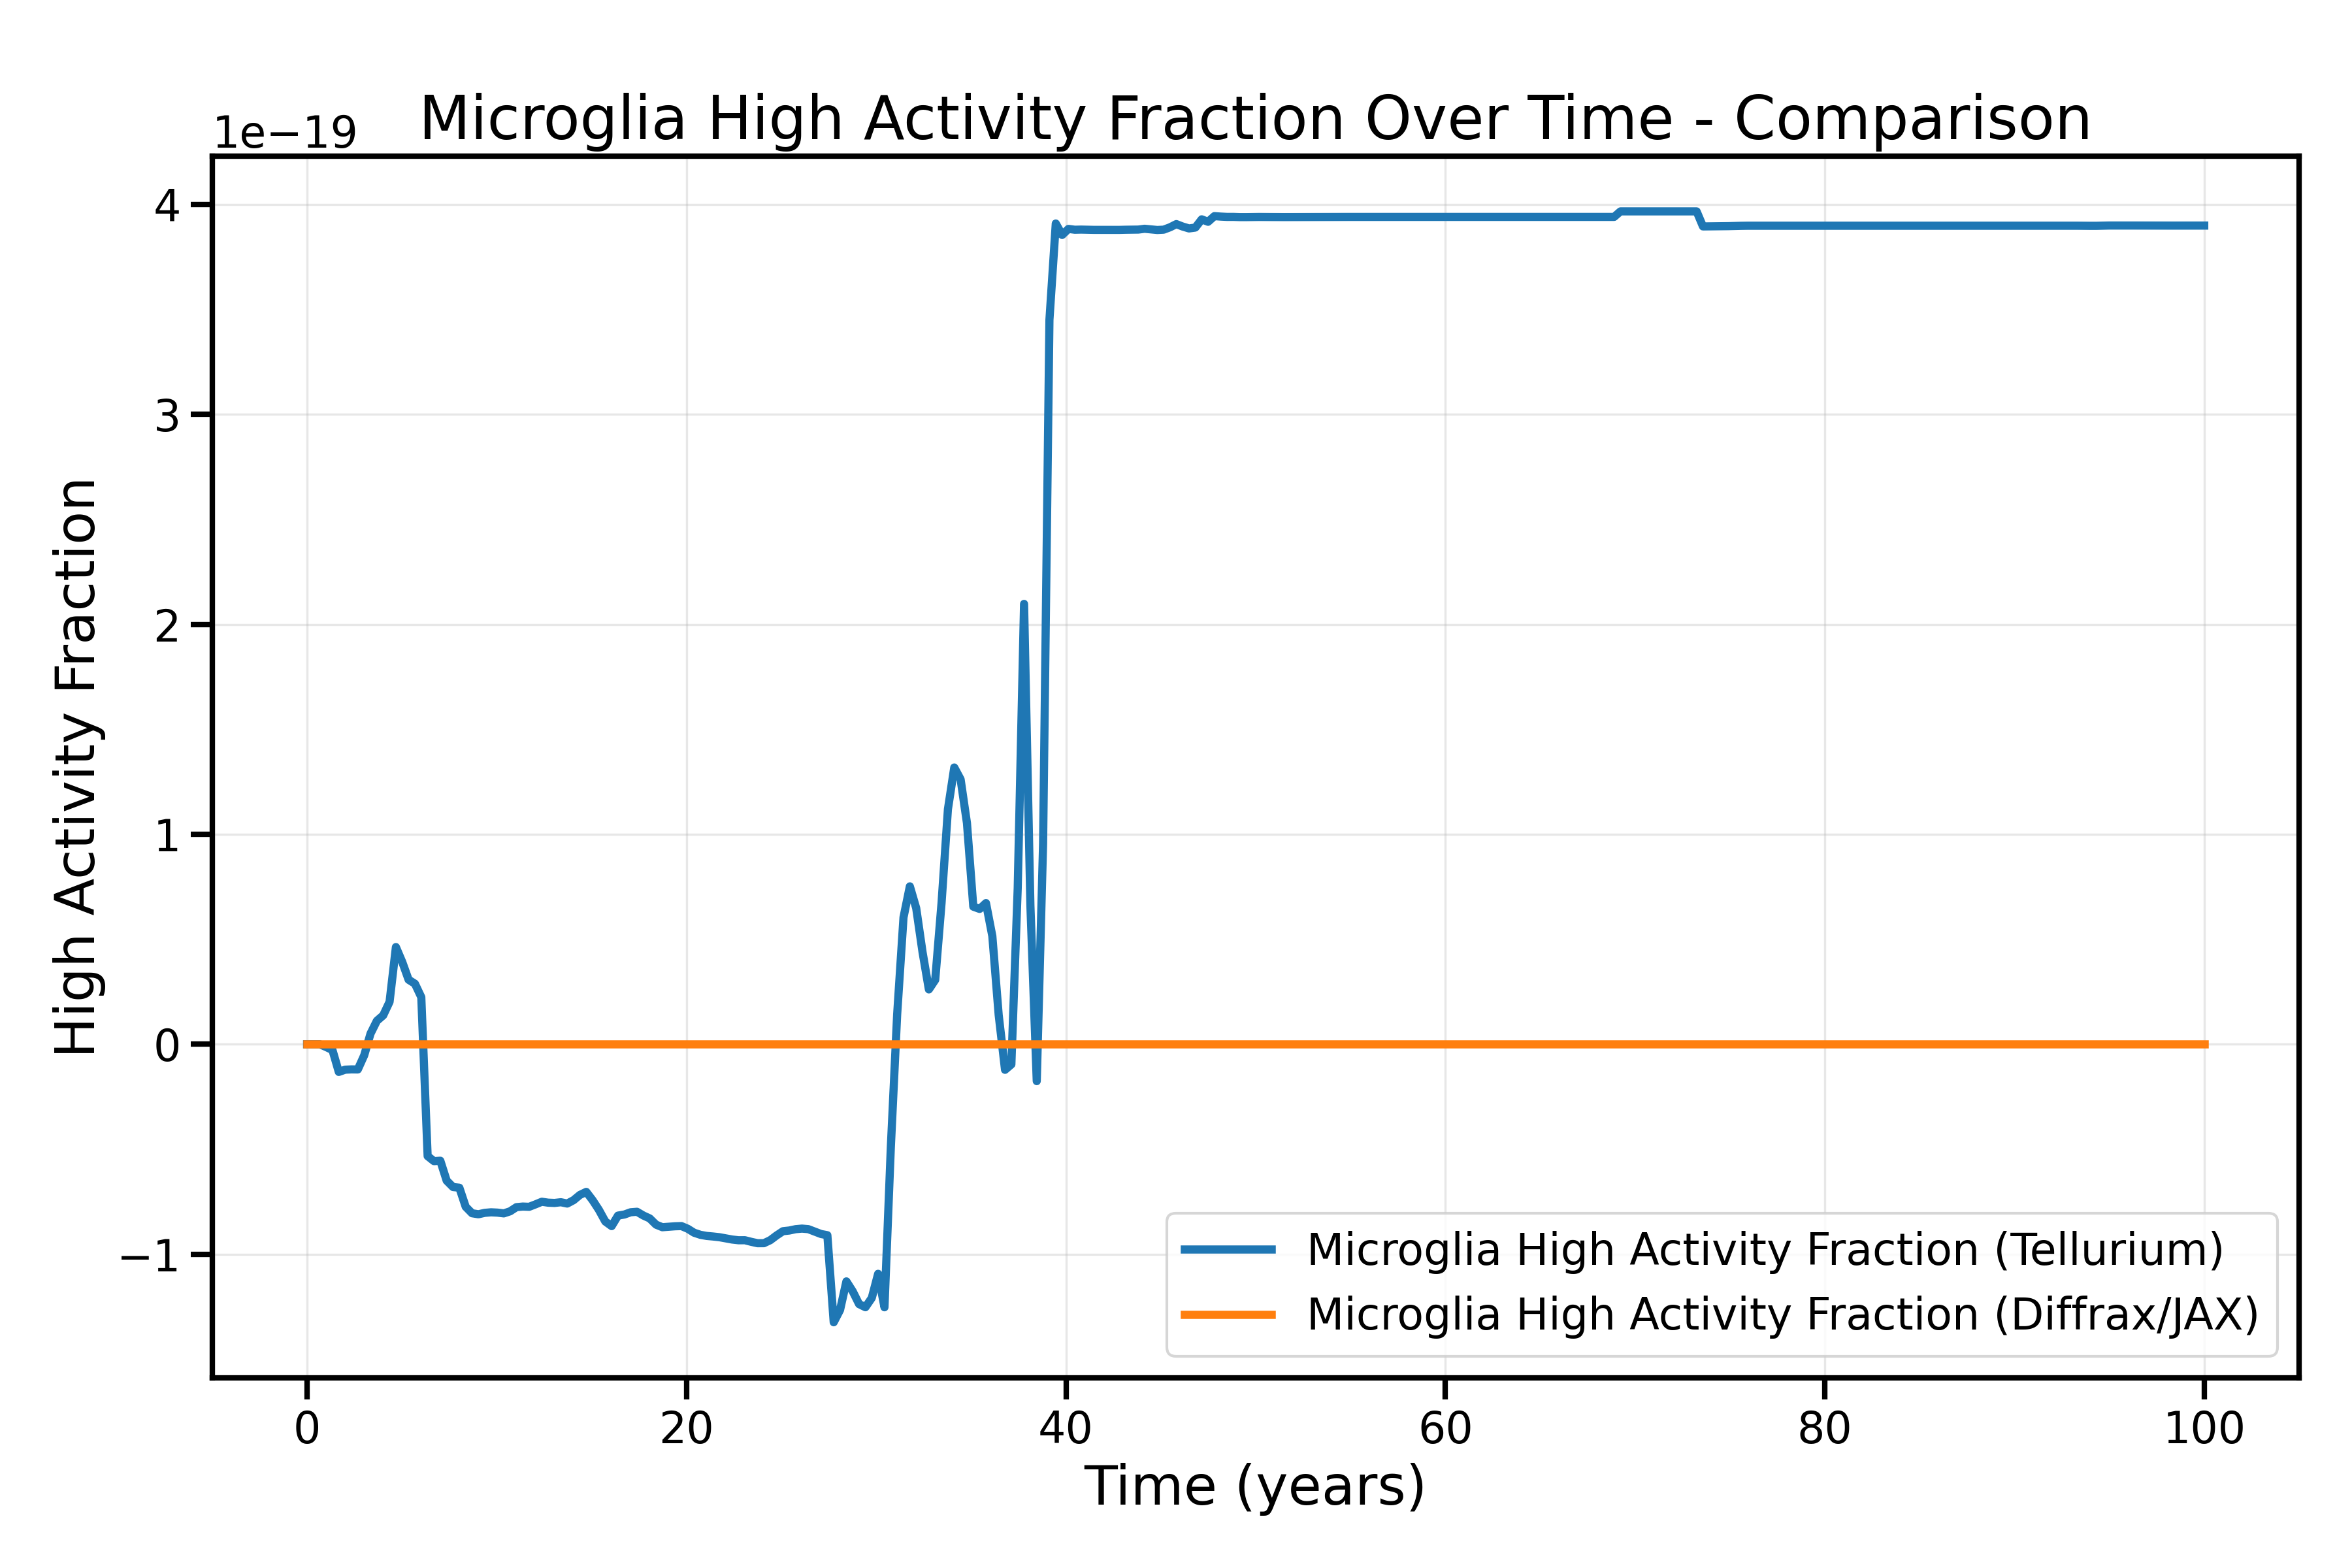 Microglia High Activity Fraction Over Time - Comparison
1e−19
High Activity Fraction
4
3
2
1
0
−1
0 20 40 60 80 100
Time (years)
Microglia High Activity Fraction (Tellurium)
Microglia High Activity Fraction (Diffrax/JAX)